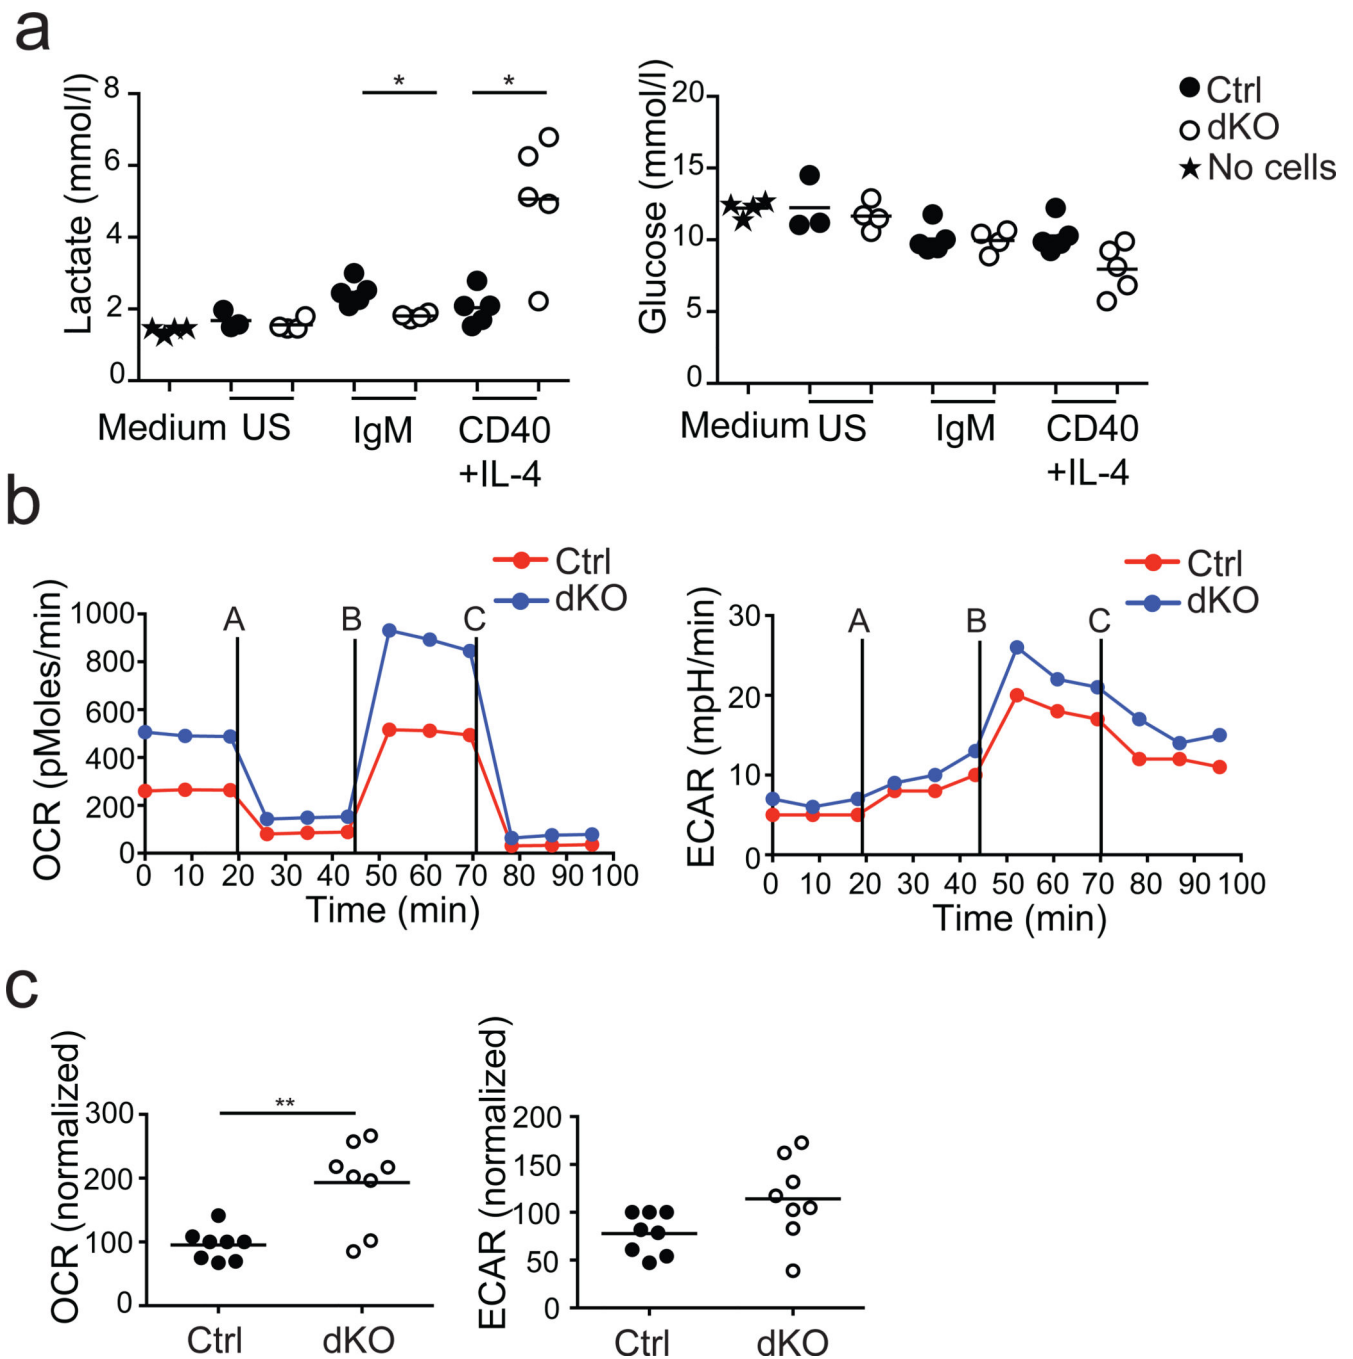 a
Lactate (mmol/l)
8
6
4
2
0
*
*
Medium US IgM CD40
+IL-4
Glucose (mmol/l)
20
15
10
5
0
Medium US IgM CD40
+IL-4
Ctrl
dKO
No cells
b
OCR (pMoles/min)
1000
800
600
400
200
0
A B C
Ctrl
dKO
0 10 20 30 40 50 60 70 80 90 100
Time (min)
ECAR (mpH/min)
30
20
10
0
A B C
Ctrl
dKO
0 10 20 30 40 50 60 70 80 90 100
Time (min)
c
OCR (normalized)
300
200
100
0
**
Ctrl dKO
ECAR (normalized)
200
150
100
50
0
Ctrl dKO